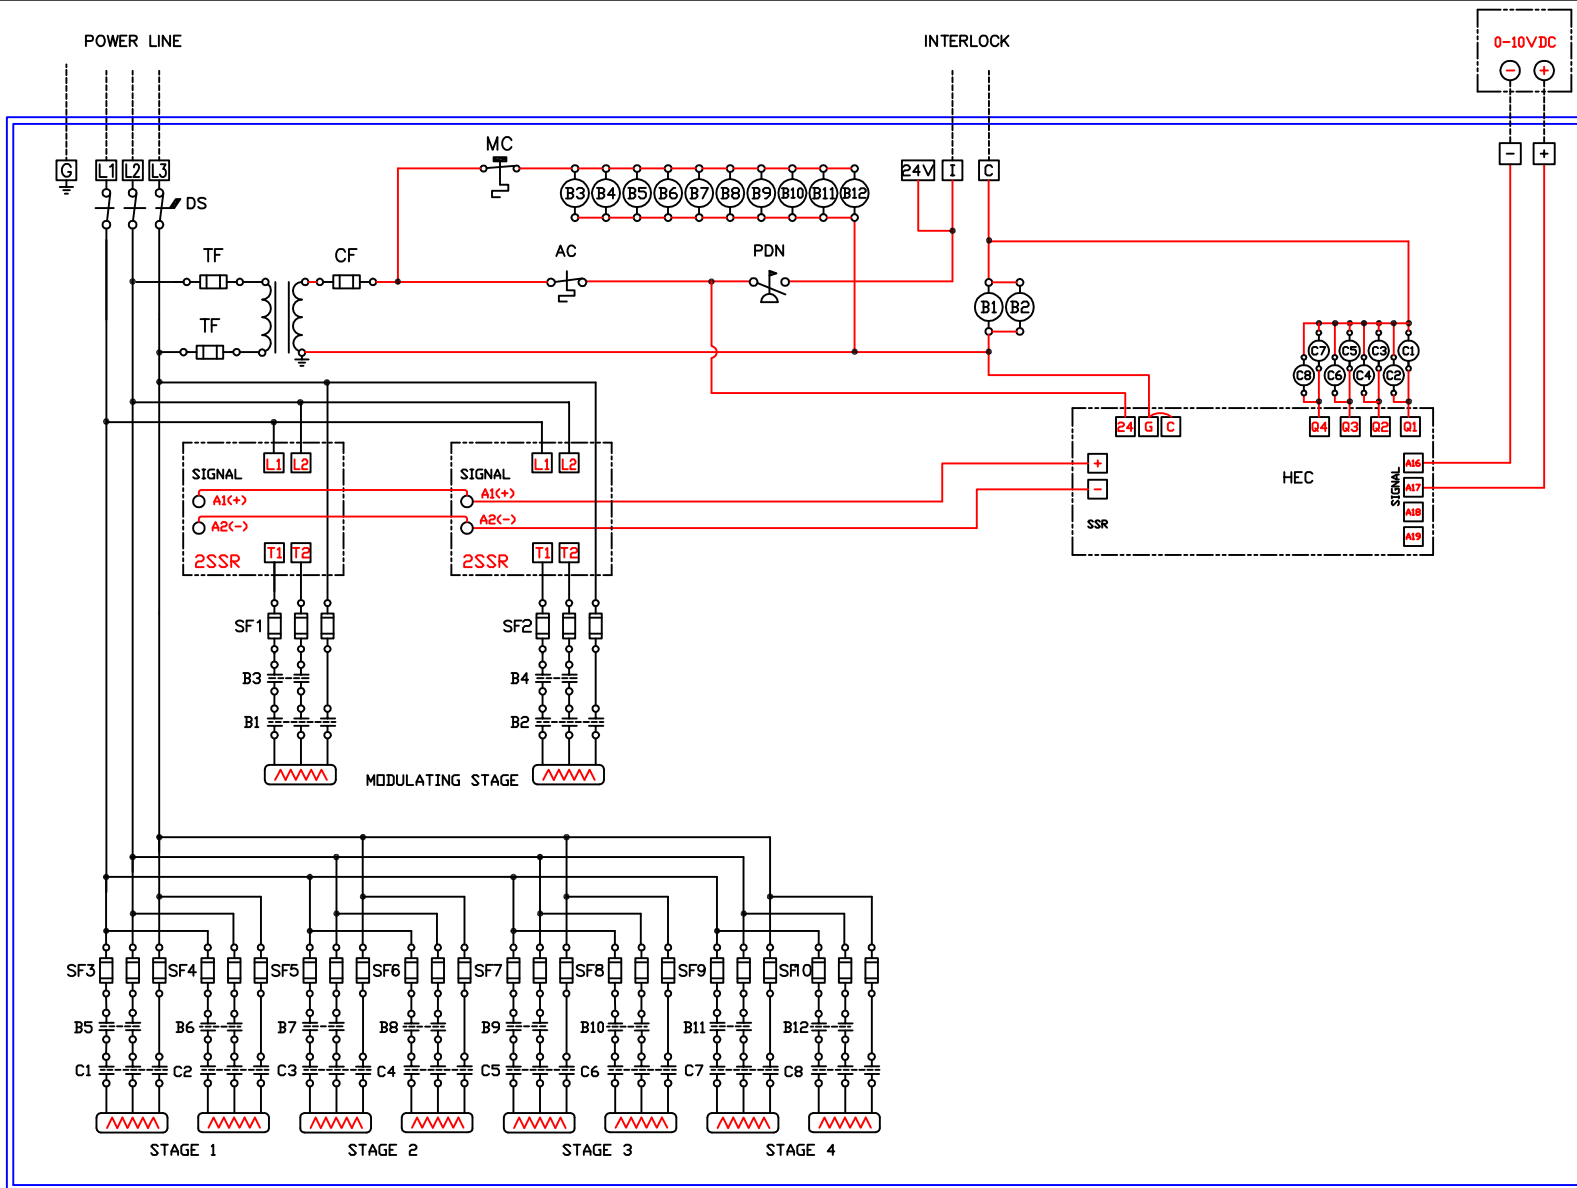 POWER LINE
INTERLOCK
0-10VDC
- +
MC
G L1 L2 L3
24V I C
- +
DS
B3 B4 B5 B6 B7 B8 B9 B10 B11 B12
TF CF AC PDN
B1 B2
TF
C7 C5 C3 C1
C8 C6 C4 C2
24 G C
Q4 Q3 Q2 Q1
L1 L2
L1 L2
+
A16
SIGNAL
SIGNAL
HEC
SIGNAL
A1(+)
A1(+)
-
A17
A2(-)
A2(-)
SSR
A18
A19
T1 T2
T1 T2
2SSR
2SSR
SF1
SF2
B3
B4
B1
B2
MODULATING STAGE
SF3 SF4 SF5 SF6 SF7 SF8 SF9 SF10
B5 B6 B7 B8 B9 B10 B11 B12
C1 C2 C3 C4 C5 C6 C7 C8
STAGE 1 STAGE 2 STAGE 3 STAGE 4